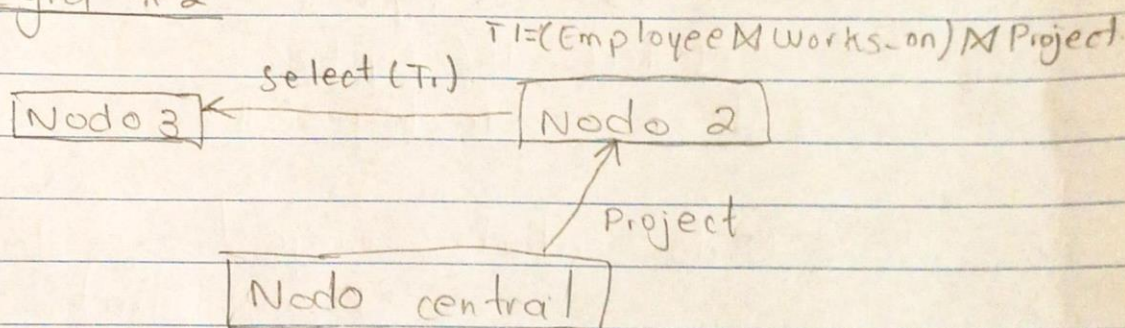 T1=((Employee⋈Works_on)⋈Project
select (T1)
Nodo 3
Nodo 2
Project
Nodo central